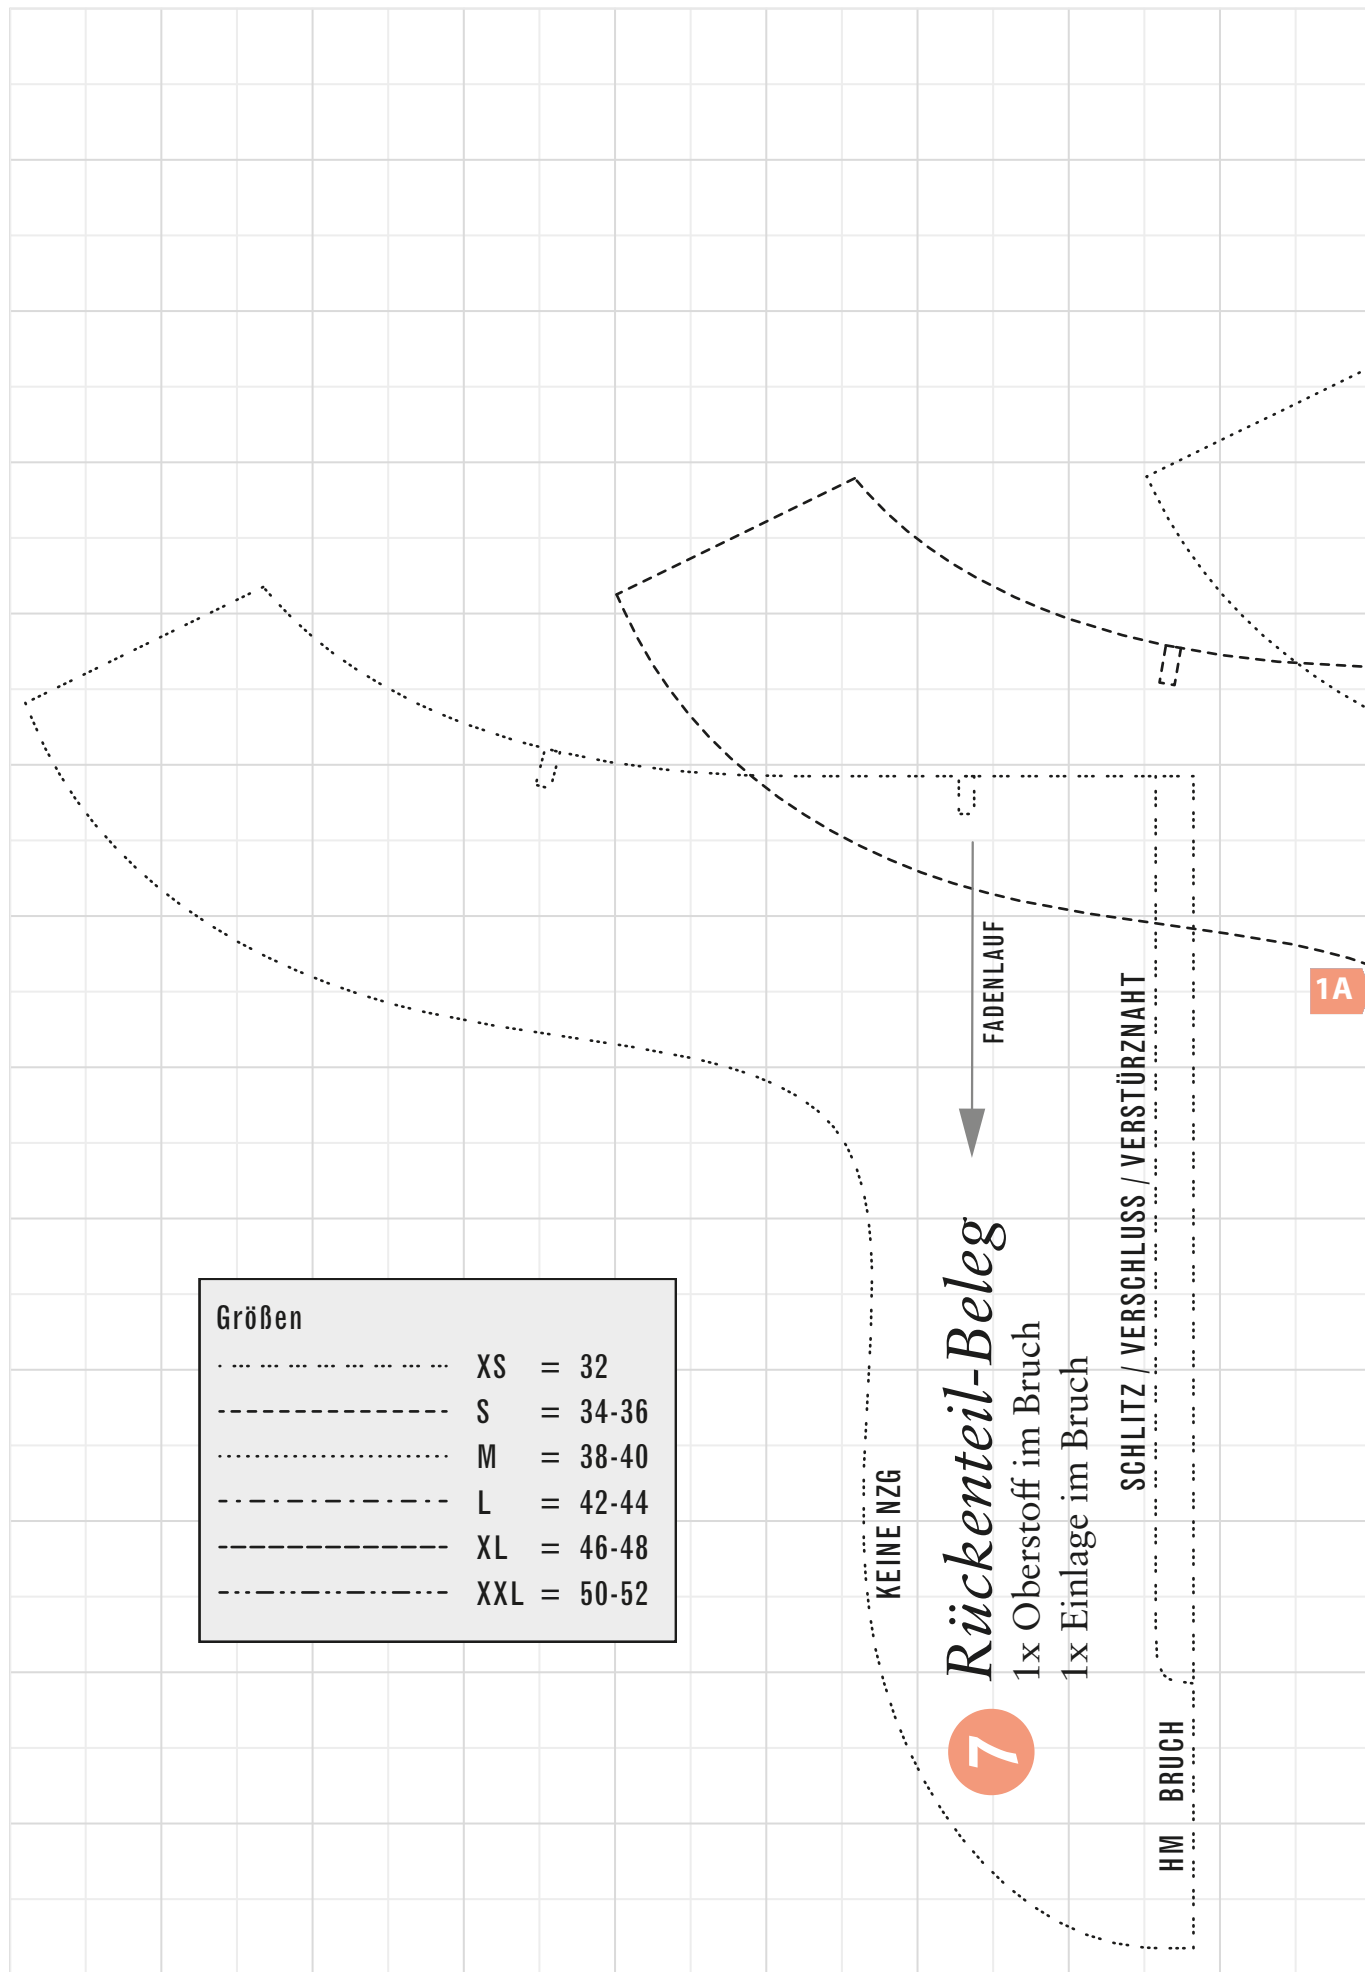 1A
FADENLAUF
SCHLITZ / VERSCHLUSS / VERSTÜRZNAHT
Größen
XS = 32
S = 34-36
M = 38-40
L = 42-44
XL = 46-48
XXL = 50-52
KEINE NZG
7 Rückenteil-Beleg
1x Oberstoff im Bruch
1x Einlage im Bruch
HM BRUCH